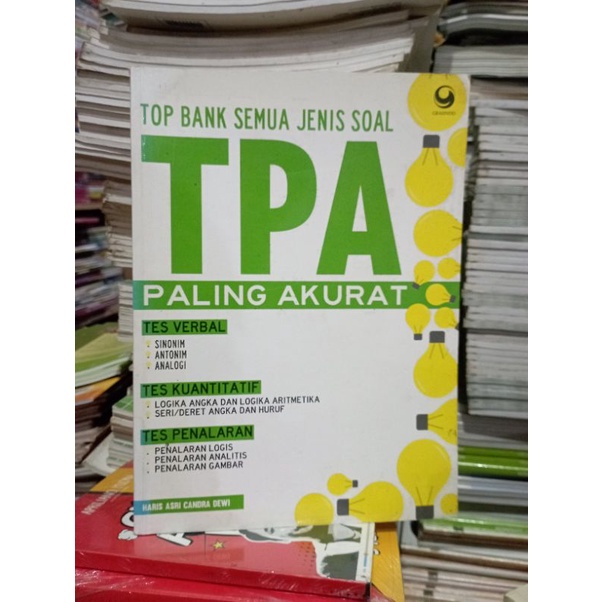 TOP BANK SEMUA JENIS SOAL
TPA
PALING AKURAT
TES VERBAL
SINONIM
ANTONIM
ANALOGI
TES KUANTITATIF
LOGIKA ANGKA DAN LOGIKA ARITMETIKA
SERI/DERET ANGKA DAN HURUF
TES PENALARAN
PENALARAN LOGIS
PENALARAN ANALITIS
PENALARAN GAMBAR
HARIS ASRI CANDRA DEWI